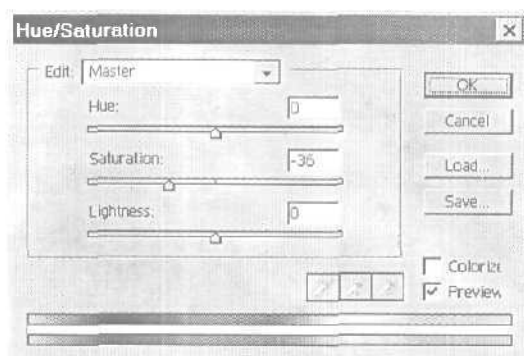 Hue/Saturation
Edit: Master
OK
Hue: 0
Cancel
Saturation: -36
Load...
Lightness: 0
Save...
Colorize
Preview